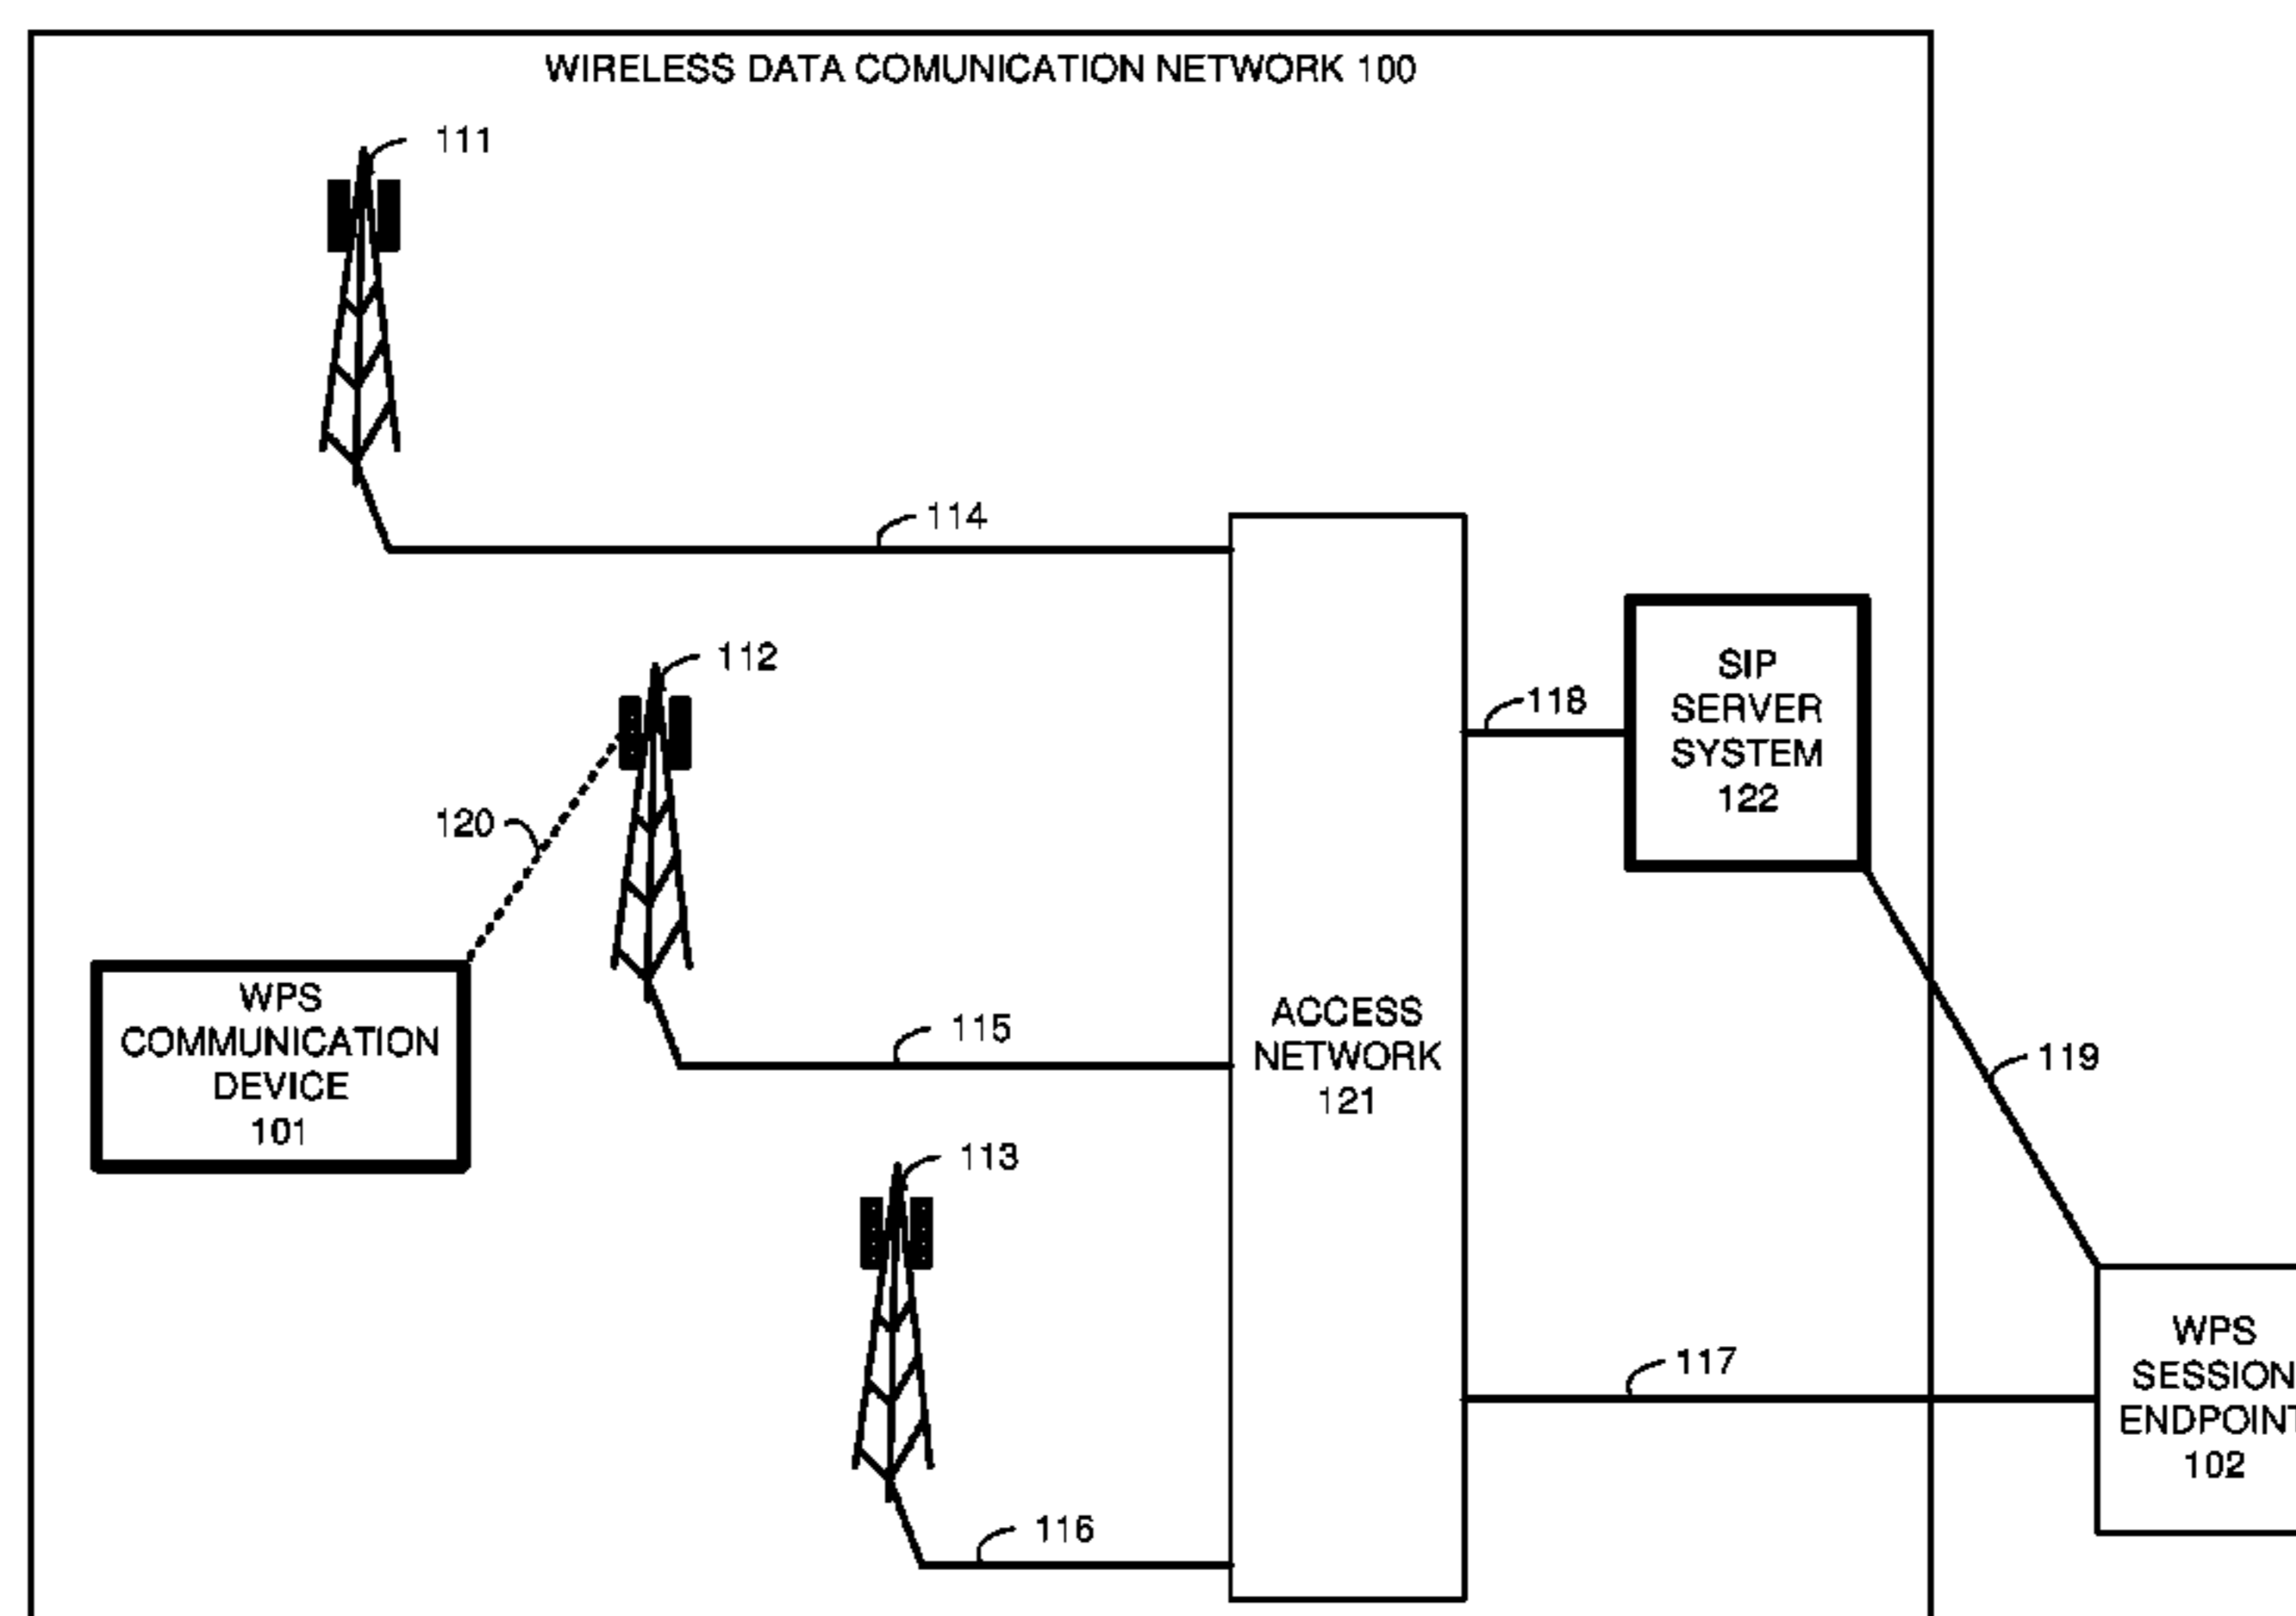 WIRELESS DATA COMUNICATION NETWORK 100
111
114
112
118
SIP
SERVER
SYSTEM
122
120
WPS
COMMUNICATION
DEVICE
101
115
ACCESS
NETWORK
121
119
113
117
WPS
SESSION
ENDPOINT
102
116